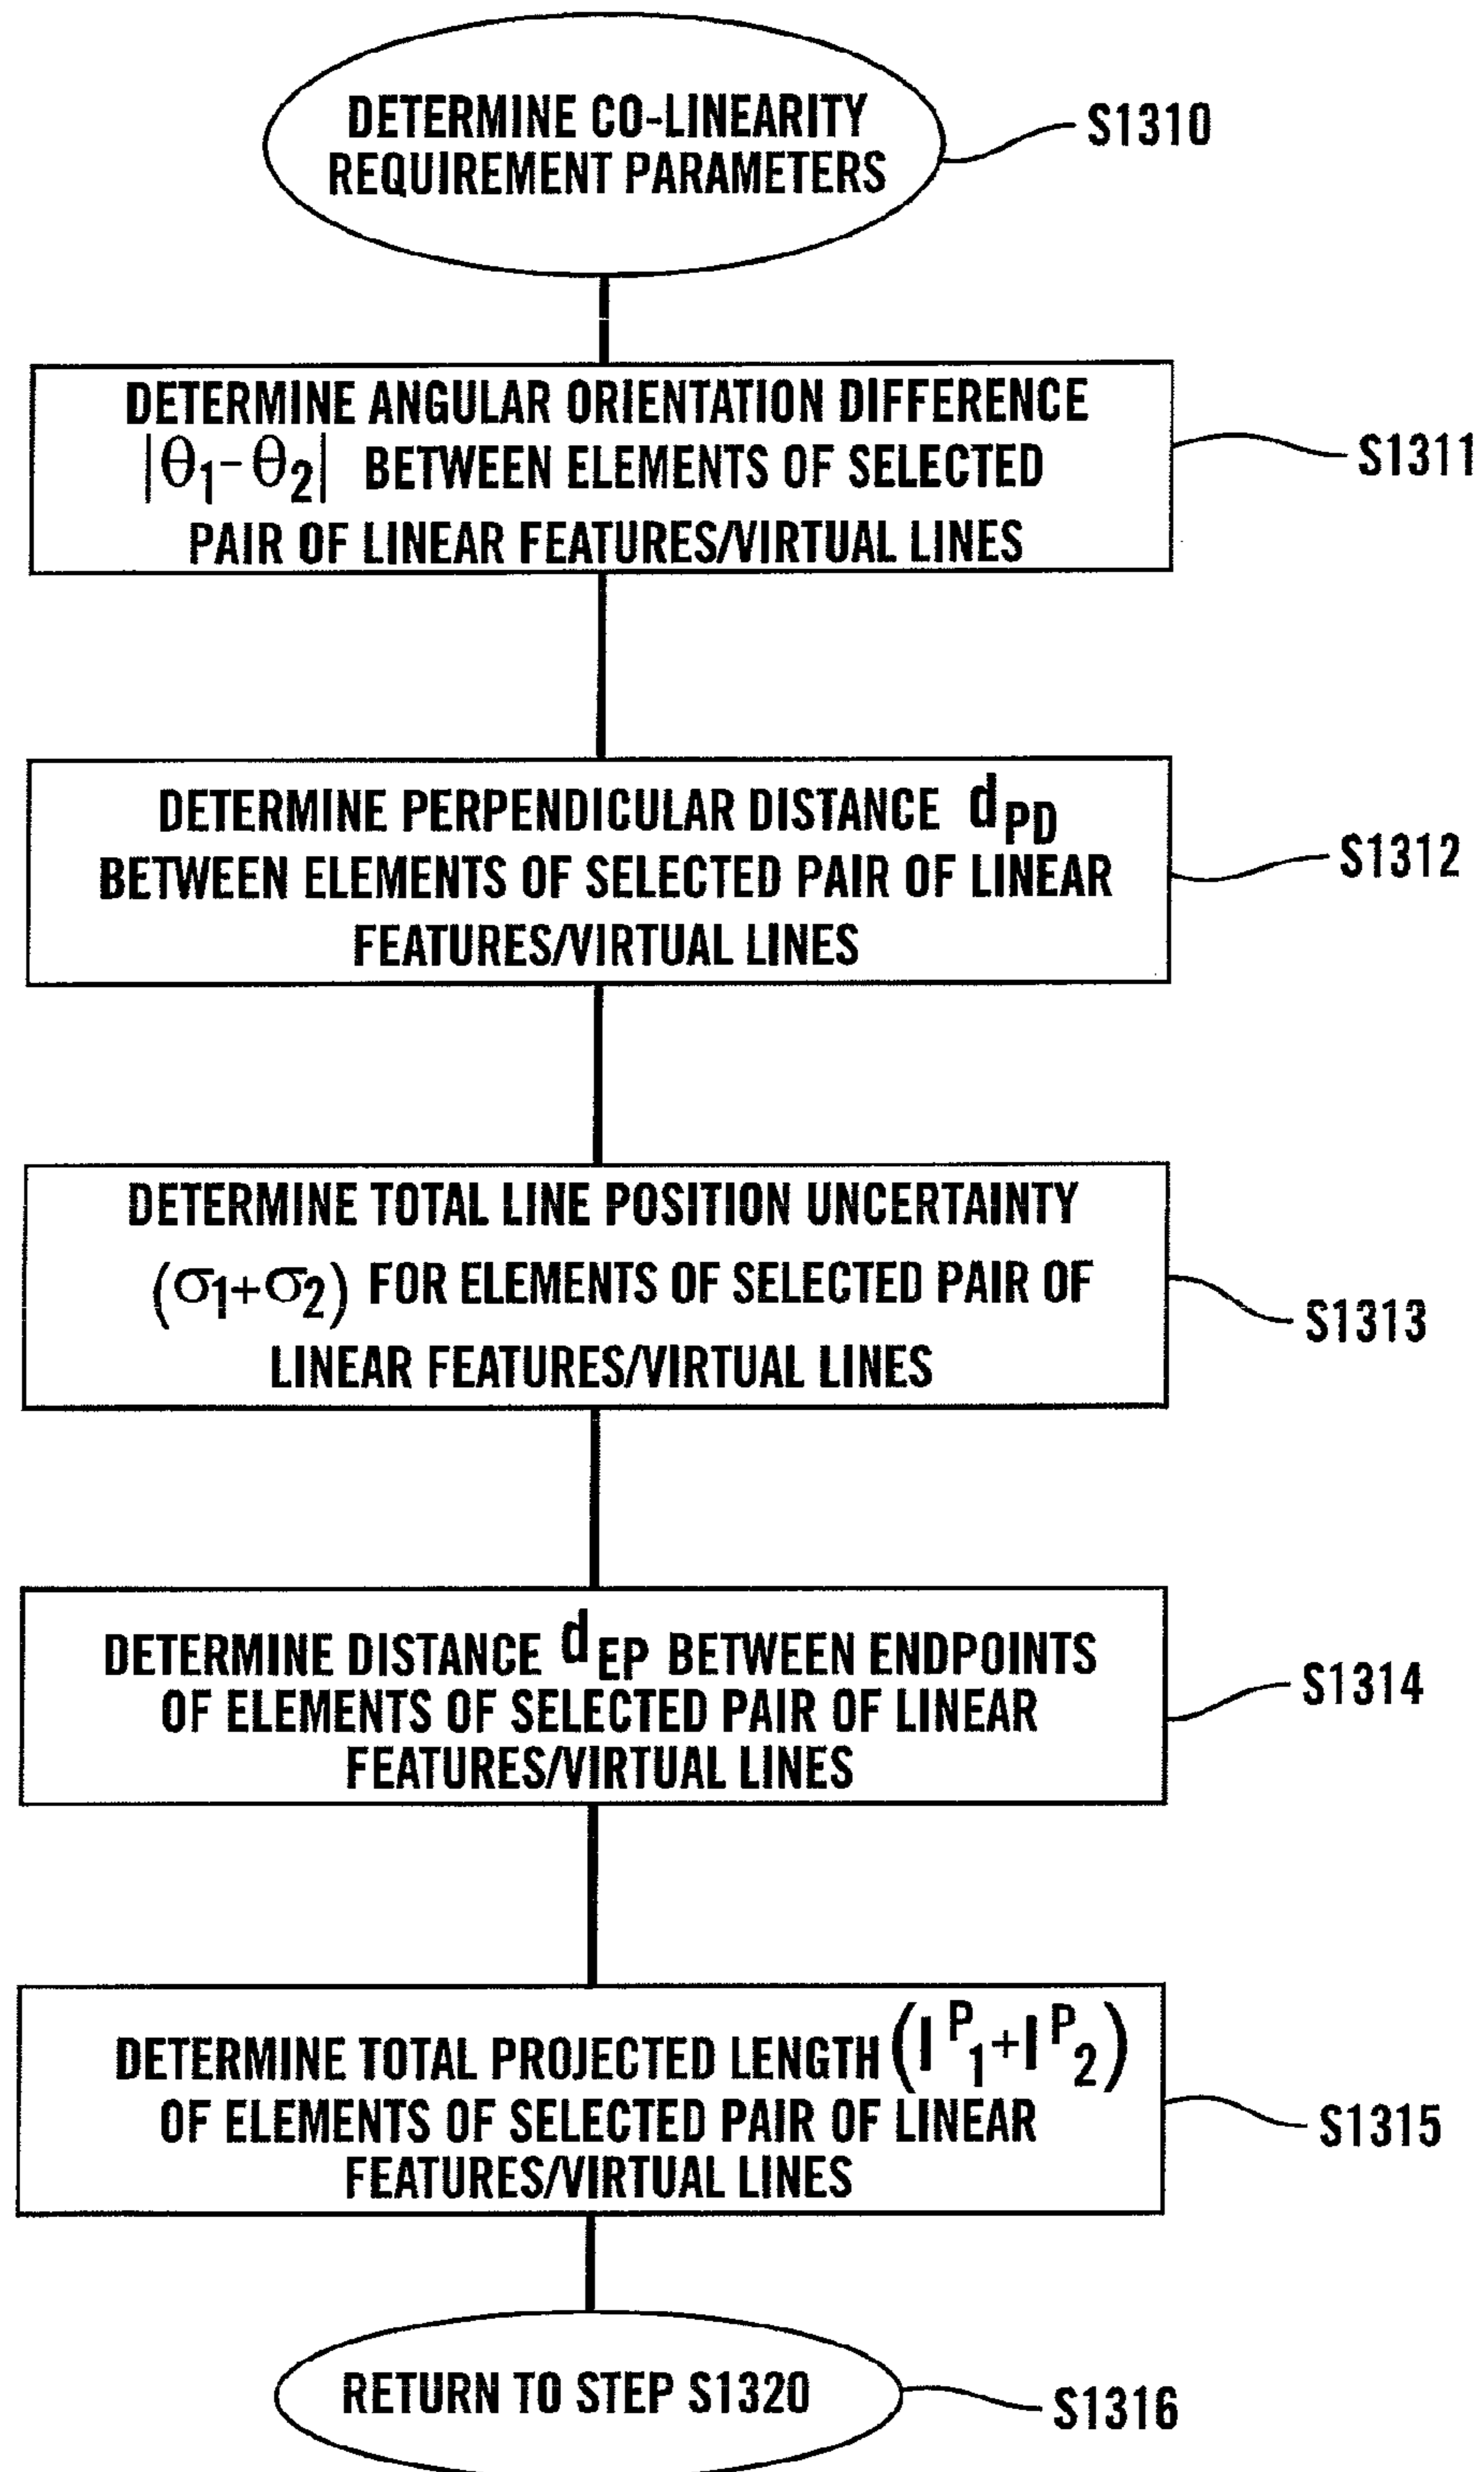 DETERMINE CO-LINEARITY
REQUIREMENT PARAMETERS
S1310
DETERMINE ANGULAR ORIENTATION DIFFERENCE
|θ₁-θ₂| BETWEEN ELEMENTS OF SELECTED
PAIR OF LINEAR FEATURES/VIRTUAL LINES
S1311
DETERMINE PERPENDICULAR DISTANCE d_PD
BETWEEN ELEMENTS OF SELECTED PAIR OF LINEAR
FEATURES/VIRTUAL LINES
S1312
DETERMINE TOTAL LINE POSITION UNCERTAINTY
(σ₁+σ₂) FOR ELEMENTS OF SELECTED PAIR OF
LINEAR FEATURES/VIRTUAL LINES
S1313
DETERMINE DISTANCE d_EP BETWEEN ENDPOINTS
OF ELEMENTS OF SELECTED PAIR OF LINEAR
FEATURES/VIRTUAL LINES
S1314
DETERMINE TOTAL PROJECTED LENGTH (l^P₁+l^P₂)
OF ELEMENTS OF SELECTED PAIR OF LINEAR
FEATURES/VIRTUAL LINES
S1315
RETURN TO STEP S1320
S1316